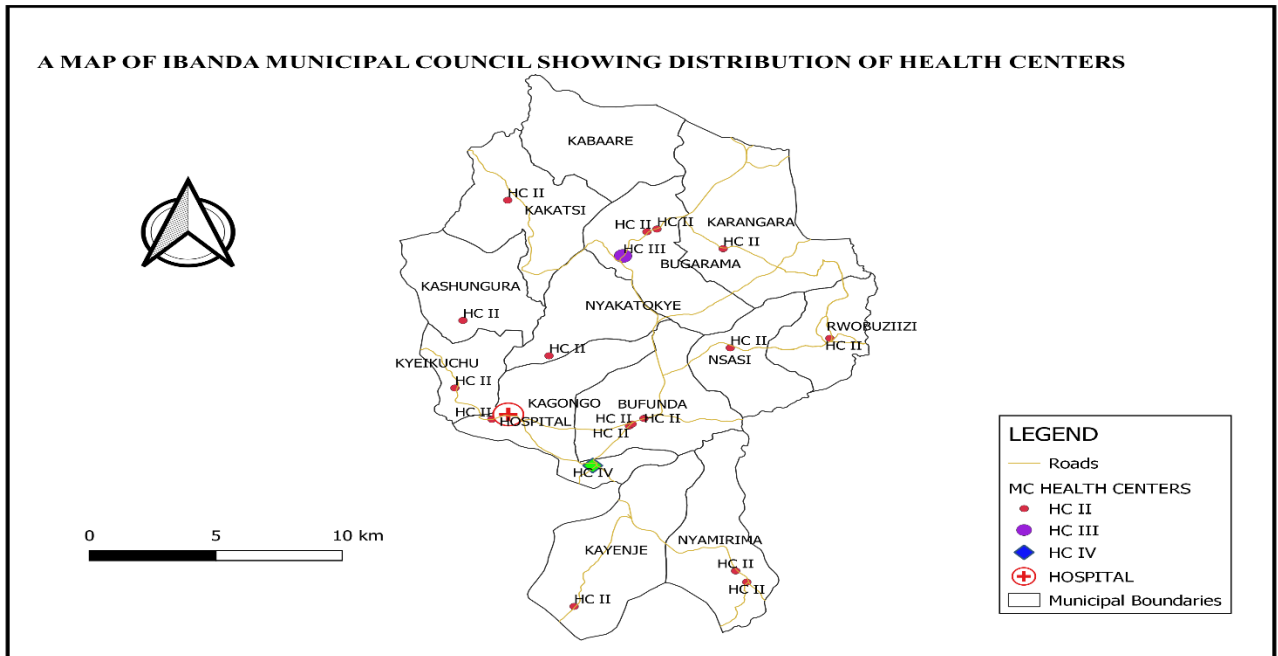 A MAP OF IBANDA MUNICIPAL COUNCIL SHOWING DISTRIBUTION OF HEALTH CENTERS
KABAARE
HC II
KAKATSI
HC II
HC II
KARANGARA
HC II
HC III
BUGARAMA
KASHUNGURA
NYAKATOKYE
HC II
RWOBUZIIZI
HC II
HC II
HC II
NSASI
KYEIKUCHU
HC II
KAGONGO
BUFUNDA
HC II
HOSPITAL
HC II
HC II
HC II
HC IV
KAYENJE
NYAMIRIMA
HC II
HC II
HC II
0 5 10 km
LEGEND
Roads
MC HEALTH CENTERS
HC II
HC III
HC IV
HOSPITAL
Municipal Boundaries